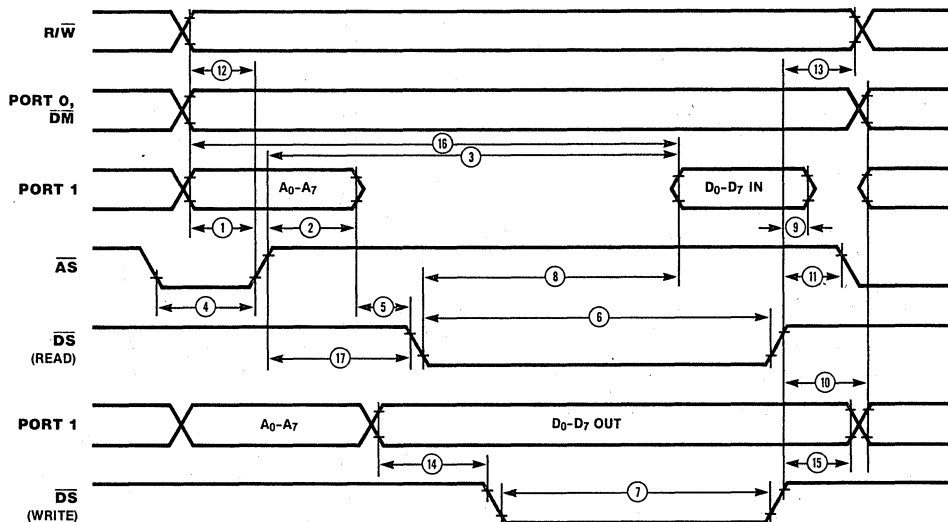 R/W̅
12
13
PORT 0,
D̅M̅
16
3
PORT 1
A₀–A₇
D₀–D₇ IN
1
2
9
A̅S̅
8
11
4
5
6
D̅S̅
(READ)
17
10
PORT 1
A₀–A₇
D₀–D₇ OUT
14
15
7
D̅S̅
(WRITE)